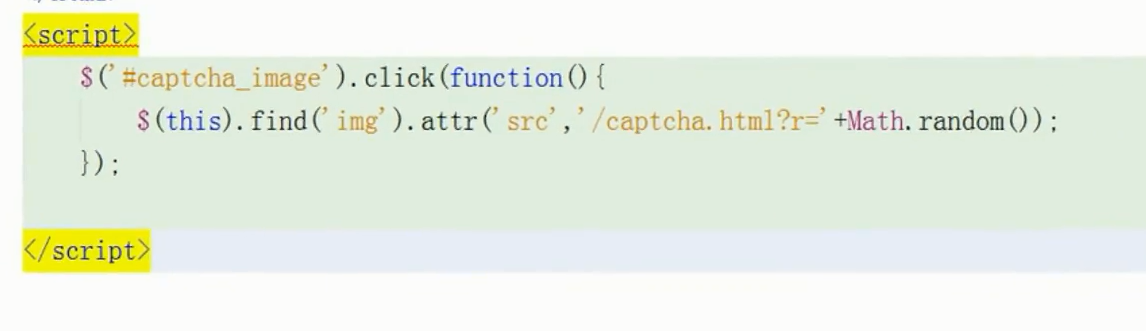 <script>
$('#captcha_image').click(function(){
$(this).find('img').attr('src','/captcha.html?r='+Math.random());
});
</script>